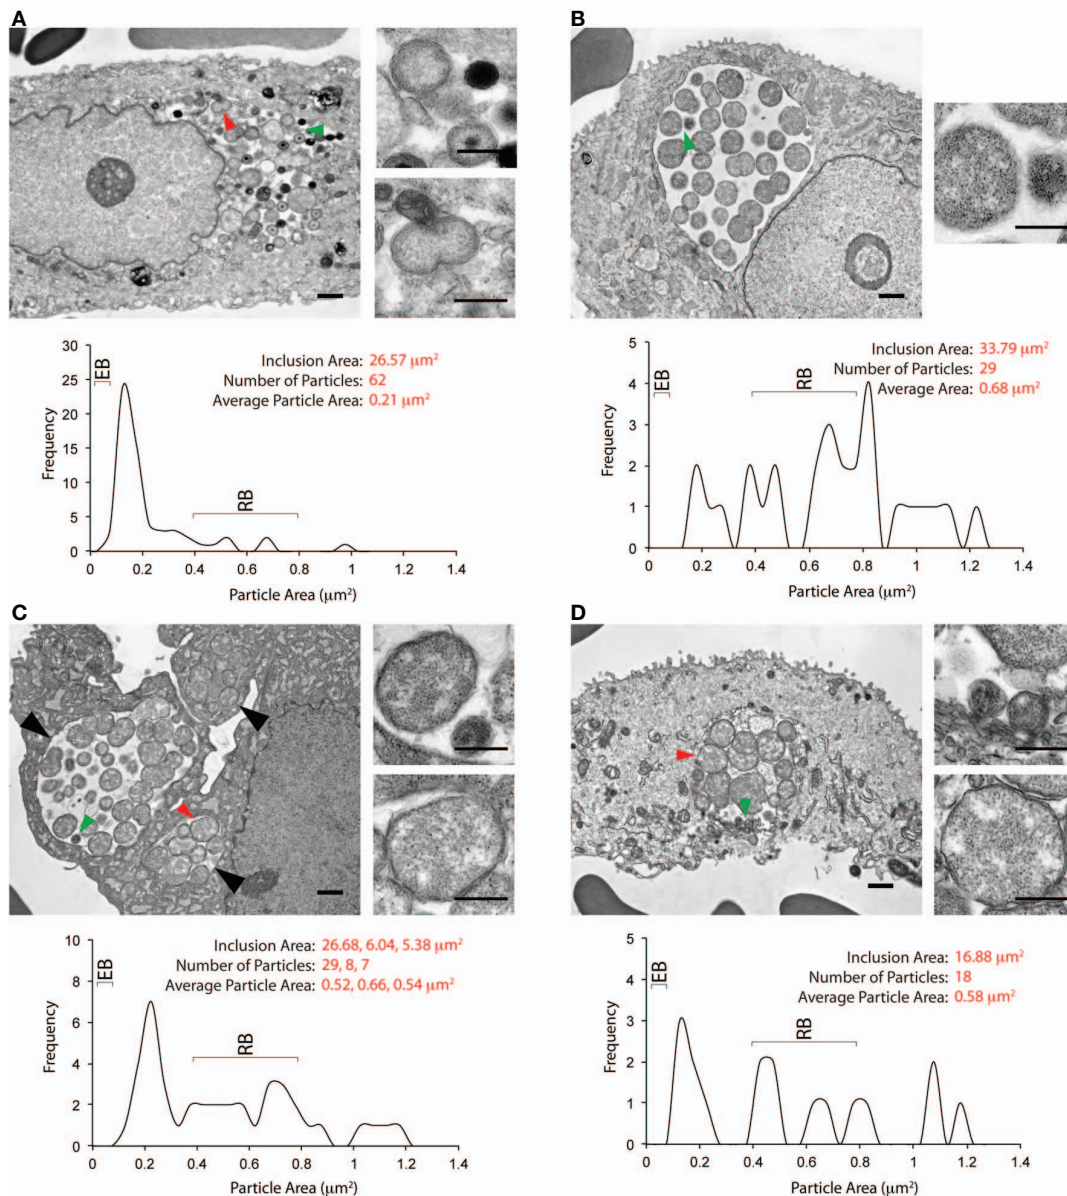 A
EB
Inclusion Area: 26.57 µm²
Number of Particles: 62
Average Particle Area: 0.21 µm²
RB
Frequency
30
25
20
15
10
5
0
0 0.2 0.4 0.6 0.8 1 1.2 1.4
Particle Area (µm²)
B
EB
Inclusion Area: 33.79 µm²
Number of Particles: 29
Average Particle Area: 0.68 µm²
RB
Frequency
5
4
3
2
1
0
0 0.2 0.4 0.6 0.8 1 1.2 1.4
Particle Area (µm²)
C
EB
Inclusion Area: 26.68, 6.04, 5.38 µm²
Number of Particles: 29, 8, 7
Average Particle Area: 0.52, 0.66, 0.54 µm²
RB
Frequency
10
8
6
4
2
0
0 0.2 0.4 0.6 0.8 1 1.2 1.4
Particle Area (µm²)
D
EB
Inclusion Area: 16.88 µm²
Number of Particles: 18
Average Particle Area: 0.58 µm²
RB
Frequency
5
4
3
2
1
0
0 0.2 0.4 0.6 0.8 1 1.2 1.4
Particle Area (µm²)